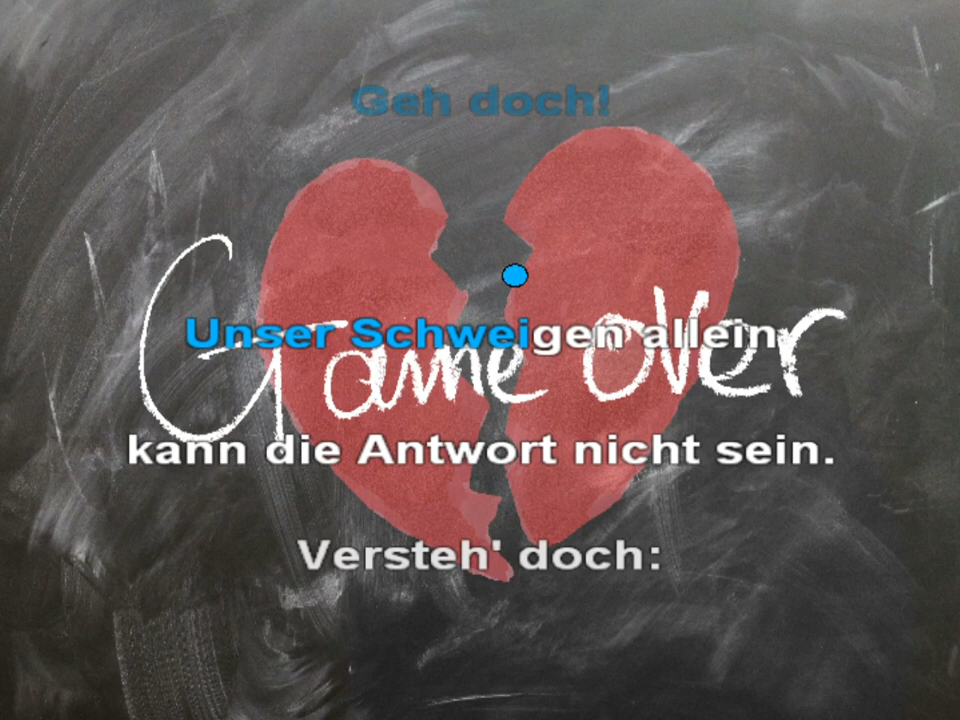 Geh doch!
Game over
Unser Schweigen allein
kann die Antwort nicht sein.
Versteh' doch: